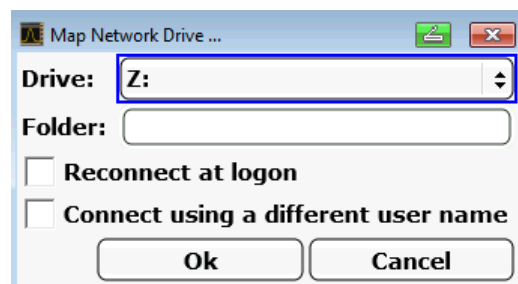 Map Network Drive ...
Drive: Z:
Folder:
Reconnect at logon
Connect using a different user name
Ok Cancel